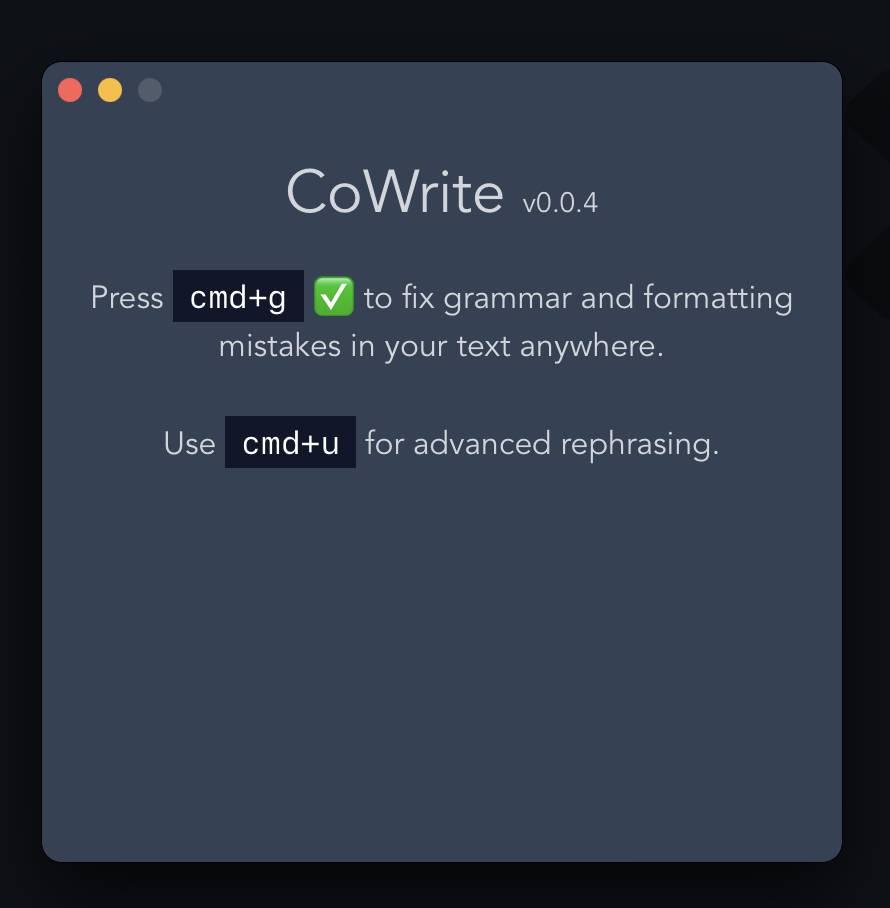 CoWrite v0.0.4
Press cmd+g ✅ to fix grammar and formatting
mistakes in your text anywhere.
Use cmd+u for advanced rephrasing.